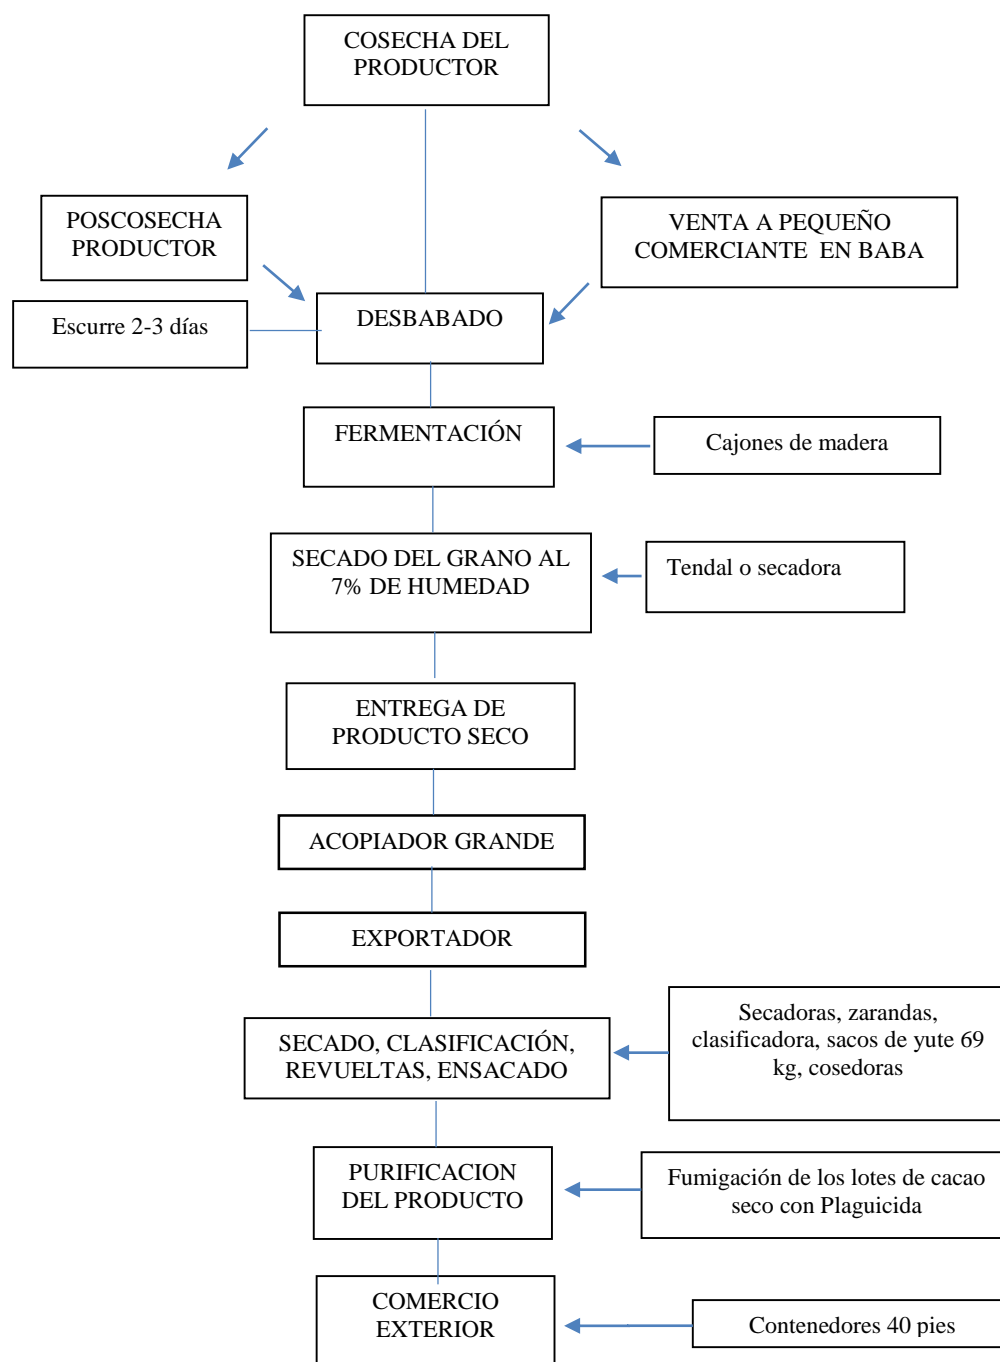 COSECHA DEL
PRODUCTOR
POSCOSECHA
PRODUCTOR
VENTA A PEQUEÑO
COMERCIANTE EN BABA
DESBABADO
Escurre 2-3 días
FERMENTACIÓN
Cajones de madera
SECADO DEL GRANO AL
7% DE HUMEDAD
Tendal o secadora
ENTREGA DE
PRODUCTO SECO
ACOPIADOR GRANDE
EXPORTADOR
SECADO, CLASIFICACIÓN,
REVUELTAS, ENSACADO
Secadoras, zarandas,
clasificadora, sacos de yute 69
kg, cosedoras
PURIFICACION
DEL PRODUCTO
Fumigación de los lotes de cacao
seco con Plaguicida
COMERCIO
EXTERIOR
Contenedores 40 pies